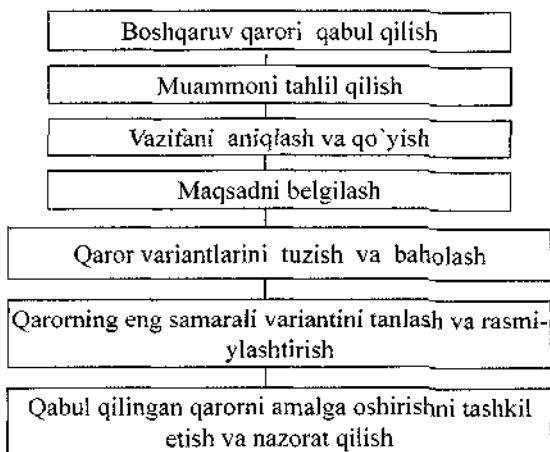 Boshqaruv qarori qabul qilish
Muammoni tahlil qilish
Vazifani aniqlash va qo`yish
Maqsadni belgilash
Qaror variantlarini tuzish va baholash
Qarorning eng samarali variantini tanlash va rasmi-
ylashtirish
Qabul qilingan qarorni amalga oshirishni tashkil
etish va nazorat qilish